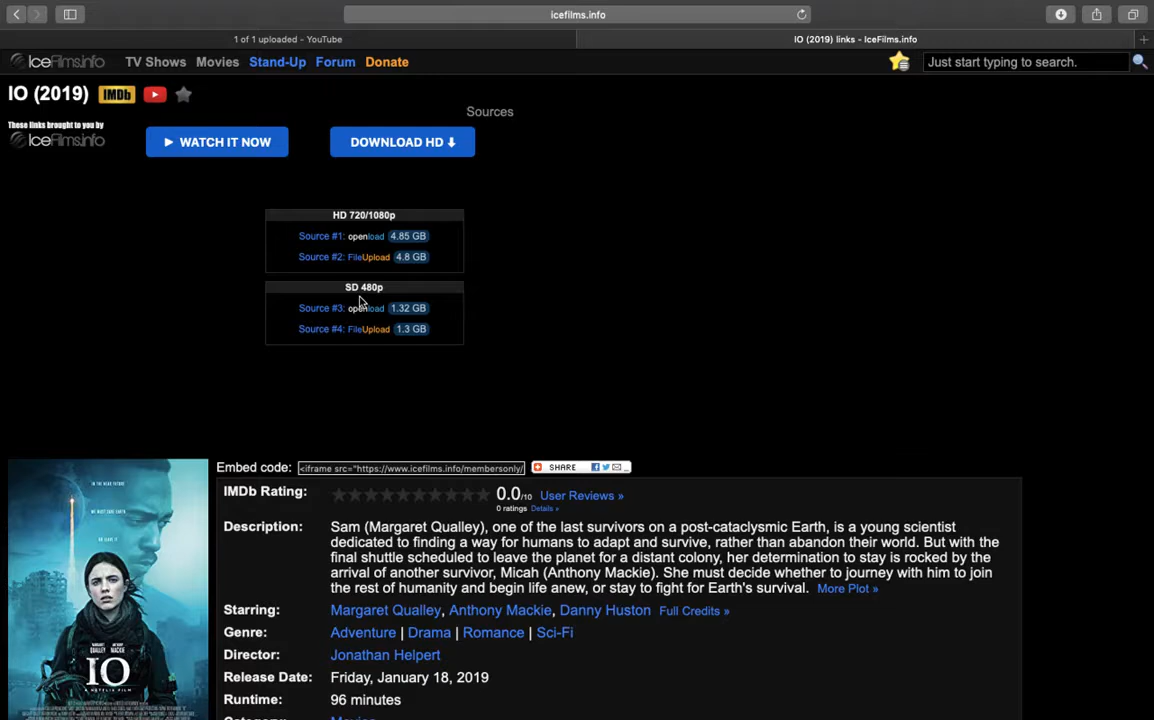 icefilms.info
1 of 1 uploaded - YouTube
IO (2019) links - IceFilms.info
IceFilms.info TV Shows Movies Stand-Up Forum Donate Just start typing to search.
IO (2019) IMDb
Sources
These links brought to you by
IceFilms.info
WATCH IT NOW DOWNLOAD HD
HD 720/1080p
Source #1: openload 4.85 GB
Source #2: FileUpload 4.8 GB
SD 480p
Source #3: openload 1.32 GB
Source #4: FileUpload 1.3 GB
Embed code: <iframe src="https://www.icefilms.info/membersonly/ SHARE
IMDb Rating: 0.0/10 User Reviews »
0 ratings Details »
Description: Sam (Margaret Qualley), one of the last survivors on a post-cataclysmic Earth, is a young scientist
dedicated to finding a way for humans to adapt and survive, rather than abandon their world. But with the
final shuttle scheduled to leave the planet for a distant colony, her determination to stay is rocked by the
arrival of another survivor, Micah (Anthony Mackie). She must decide whether to journey with him to join
the rest of humanity and begin life anew, or stay to fight for Earth's survival. More Plot »
Starring: Margaret Qualley, Anthony Mackie, Danny Huston Full Credits »
Genre: Adventure | Drama | Romance | Sci-Fi
Director: Jonathan Helpert
Release Date: Friday, January 18, 2019
Runtime: 96 minutes
IO
A NETFLIX FILM